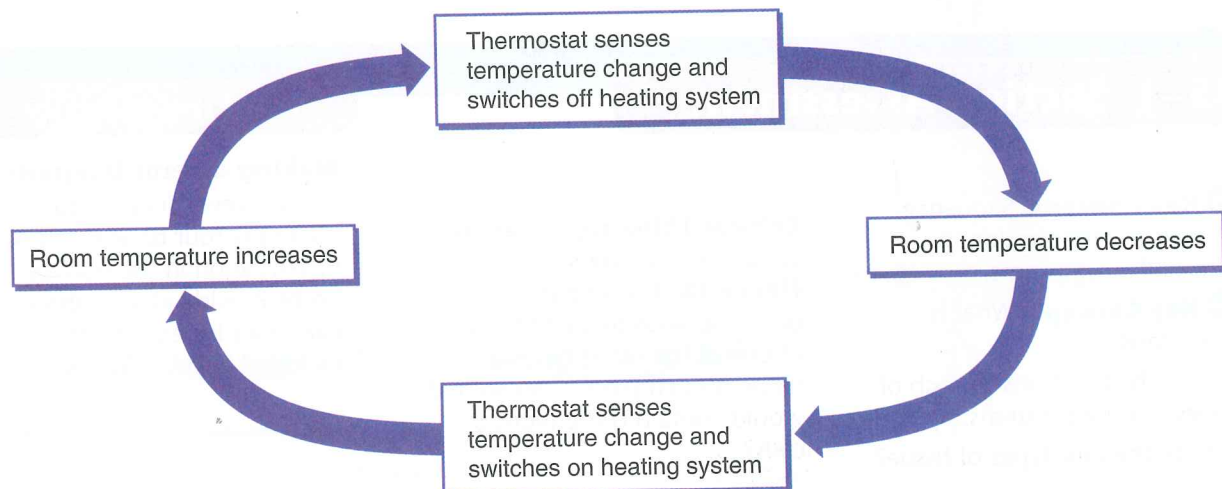 Thermostat senses
temperature change and
switches off heating system
Room temperature increases
Room temperature decreases
Thermostat senses
temperature change and
switches on heating system